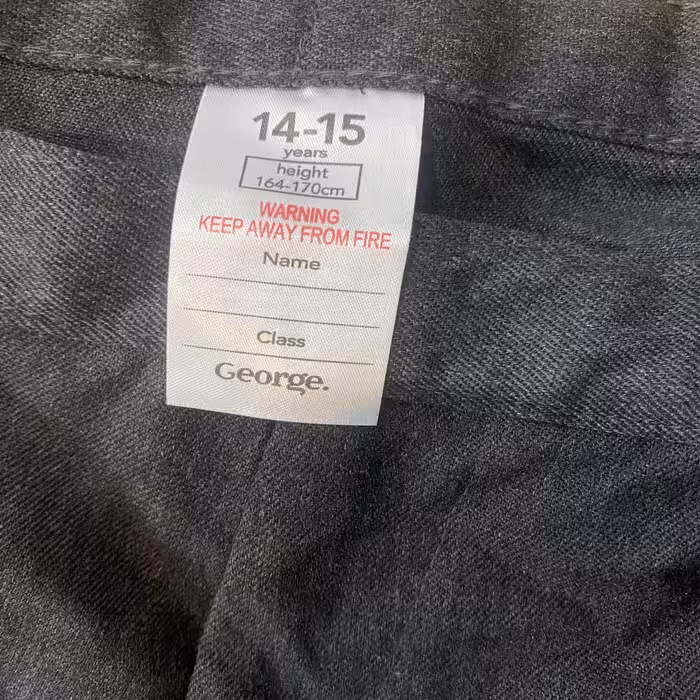 14-15
years
height
164-170cm
WARNING
KEEP AWAY FROM FIRE
Name
Class
George.